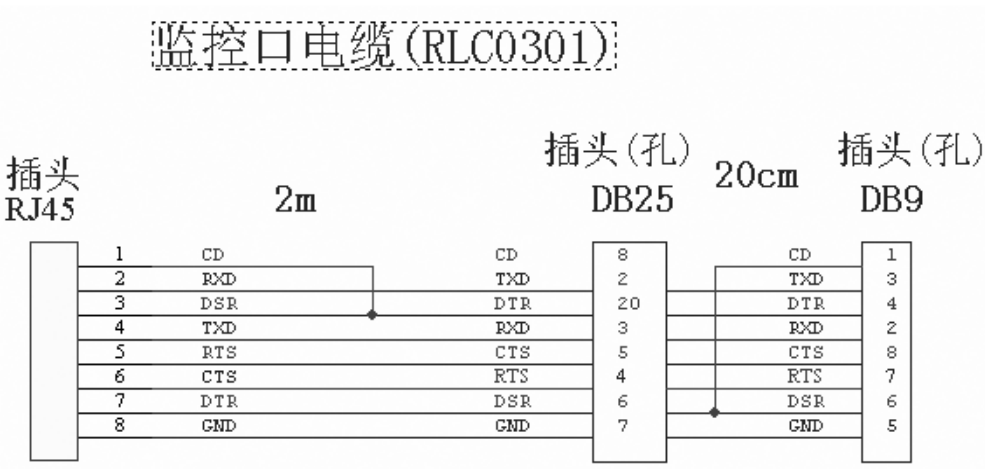 监控口电缆(RLC0301)
插头 插头(孔) 20cm 插头(孔)
RJ45 2m DB25 DB9
1 CD CD 8 CD 1
2 RXD TXD 2 TXD 3
3 DSR DTR 20 DTR 4
4 TXD RXD 3 RXD 2
5 RTS CTS 5 CTS 8
6 CTS RTS 4 RTS 7
7 DTR DSR 6 DSR 6
8 GND GND 7 GND 5